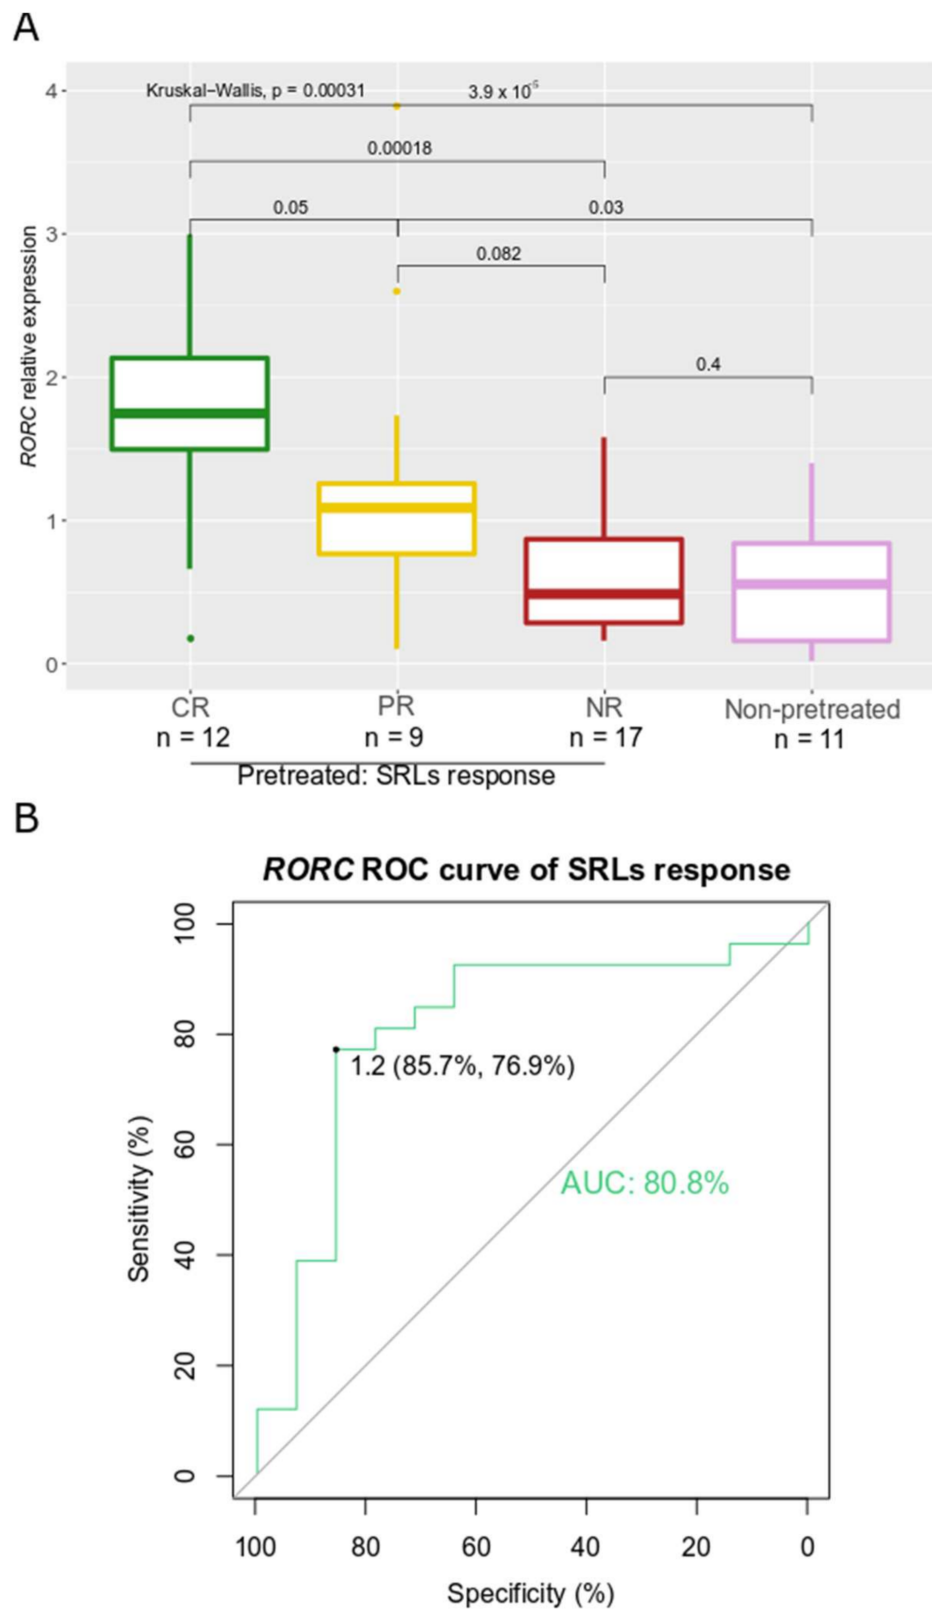 A
4
Kruskal–Wallis, p = 0.00031
3.9 x 10^-5
0.00018
0.05
0.03
3
0.082
2
0.4
1
0
RORC relative expression
CR
PR
NR
Non-pretreated
n = 12
n = 9
n = 17
n = 11
Pretreated: SRLs response
B
RORC ROC curve of SRLs response
100
80
60
40
20
0
Sensitivity (%)
1.2 (85.7%, 76.9%)
AUC: 80.8%
100
80
60
40
20
0
Specificity (%)